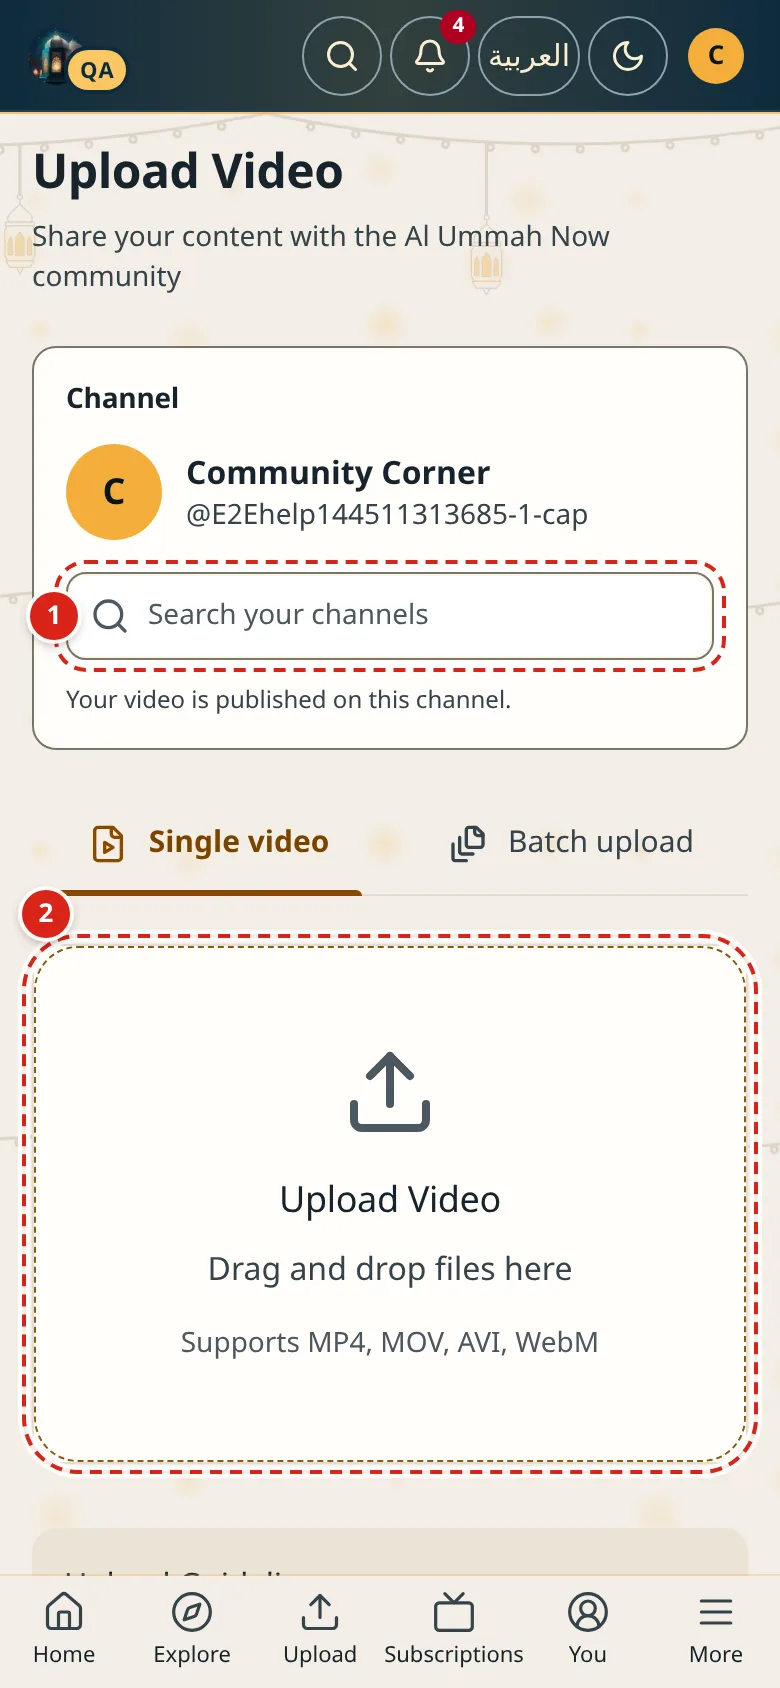 QA
4
العربية
C
Upload Video
Share your content with the Al Ummah Now
community
Channel
C
Community Corner
@E2Ehelp144511313685-1-cap
1
Search your channels
Your video is published on this channel.
Single video
Batch upload
2
Upload Video
Drag and drop files here
Supports MP4, MOV, AVI, WebM
Home
Explore
Upload
Subscriptions
You
More